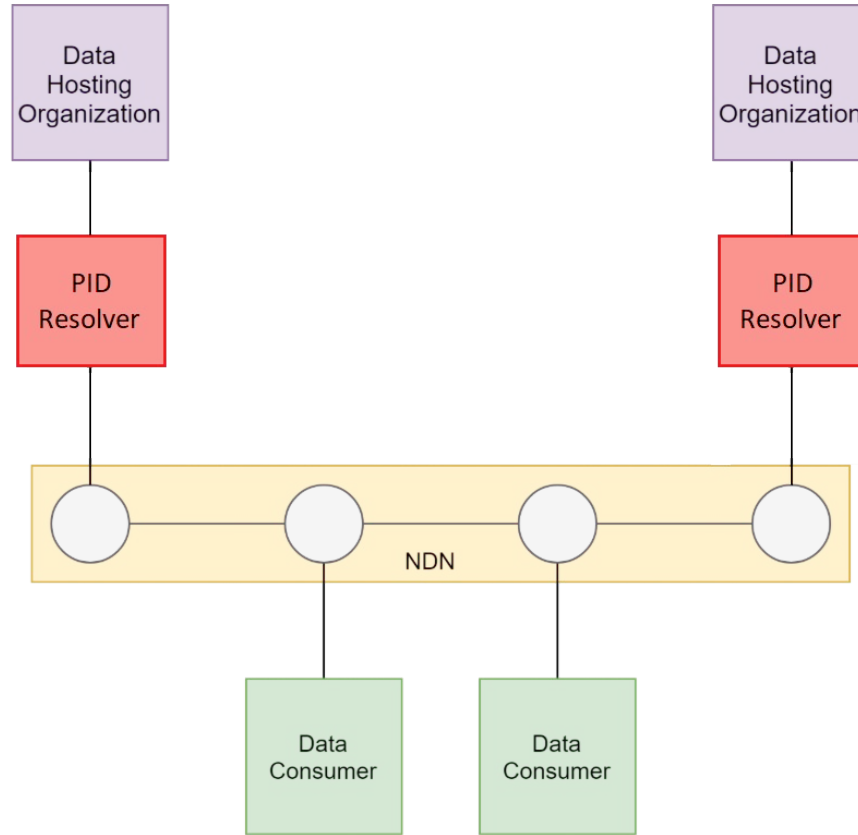 Data
Hosting
Organization
Data
Hosting
Organization
PID
Resolver
PID
Resolver
NDN
Data
Consumer
Data
Consumer